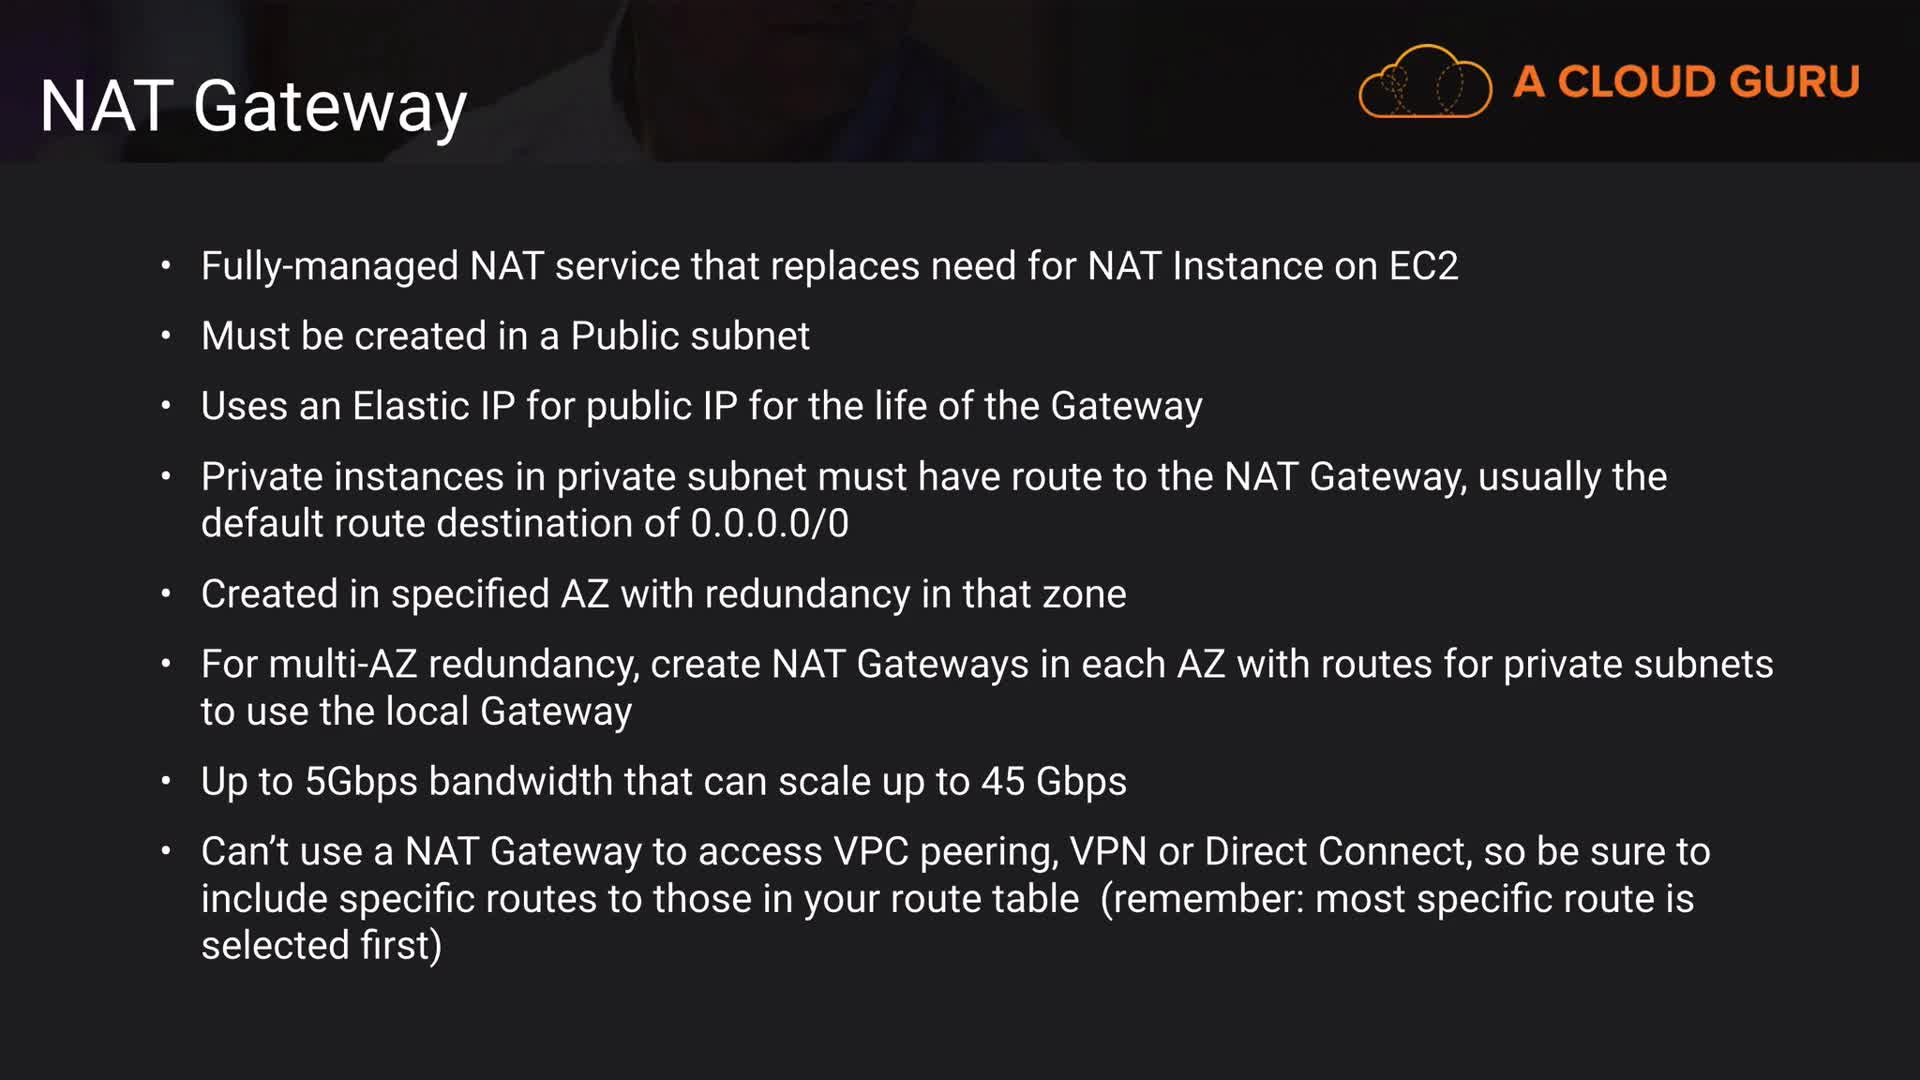 NAT Gateway
A CLOUD GURU
• Fully-managed NAT service that replaces need for NAT Instance on EC2
• Must be created in a Public subnet
• Uses an Elastic IP for public IP for the life of the Gateway
• Private instances in private subnet must have route to the NAT Gateway, usually the
default route destination of 0.0.0.0/0
• Created in specified AZ with redundancy in that zone
• For multi-AZ redundancy, create NAT Gateways in each AZ with routes for private subnets
to use the local Gateway
• Up to 5Gbps bandwidth that can scale up to 45 Gbps
• Can’t use a NAT Gateway to access VPC peering, VPN or Direct Connect, so be sure to
include specific routes to those in your route table  (remember: most specific route is
selected first)